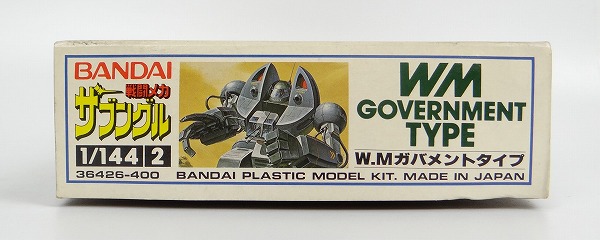 BANDAI
戦闘メカ
ザブングル
1/144 2
36426-400
WM
GOVERNMENT
TYPE
W.Mガバメントタイプ
BANDAI PLASTIC MODEL KIT. MADE IN JAPAN